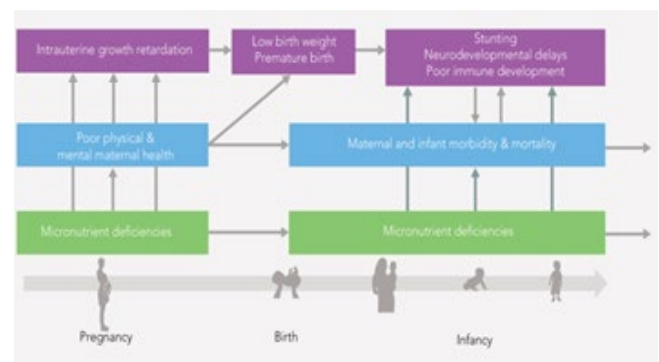 Intrauterine growth retardation
Low birth weight
Premature birth
Stunting
Neurodevelopmental delays
Poor immune development
Poor physical &
mental maternal health
Maternal and infant morbidity & mortality
Micronutrient deficiencies
Micronutrient deficiencies
Pregnancy
Birth
Infancy